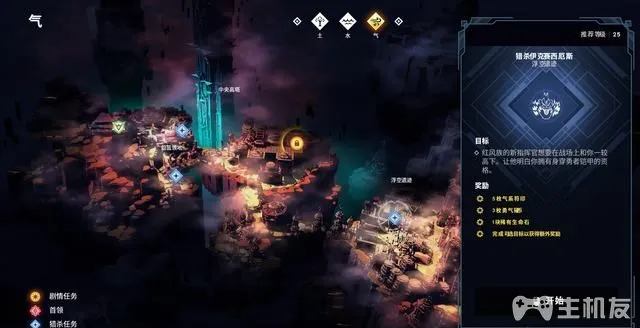 气
土
水
气
推荐等级：25
猎杀伊克赛西厄斯
浮空遗迹
中央高塔
浮空遗迹
目标
红风族的新指挥官想要在战场上和你一较
高下。让他明白你拥有身穿勇者铠甲的资
格。
奖励
5枚气系符印
3枚勇气
1块稀有生命石
完成可选目标以获得额外奖励
开始
剧情任务
首领
猎杀任务
主机友